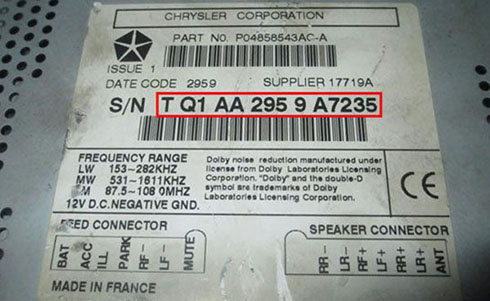 CHRYSLER CORPORATION
PART NO. P04858543AC-A
ISSUE 1
DATE CODE 2959 SUPPLIER 17719A
S/N T Q1 AA 295 9 A7235
FREQUENCY RANGE
LW 153-282KHZ
MW 531-1611KHZ
FM 87.5-108 0MHZ
12V D.C. NEGATIVE GND.
Dolby noise reduction manufactured under
license from Dolby Laboratories Licensing
Corporation. "Dolby" and the double-D
symbol are trademarks of Dolby
Laboratories Licensing Corporation.
CE
FEED CONNECTOR
BAT ACC ILL PARK RF- LF- MUTE
SPEAKER CONNECTOR
RR- LR- RF+ LF+ RR+ LR+ ANT
MADE IN FRANCE